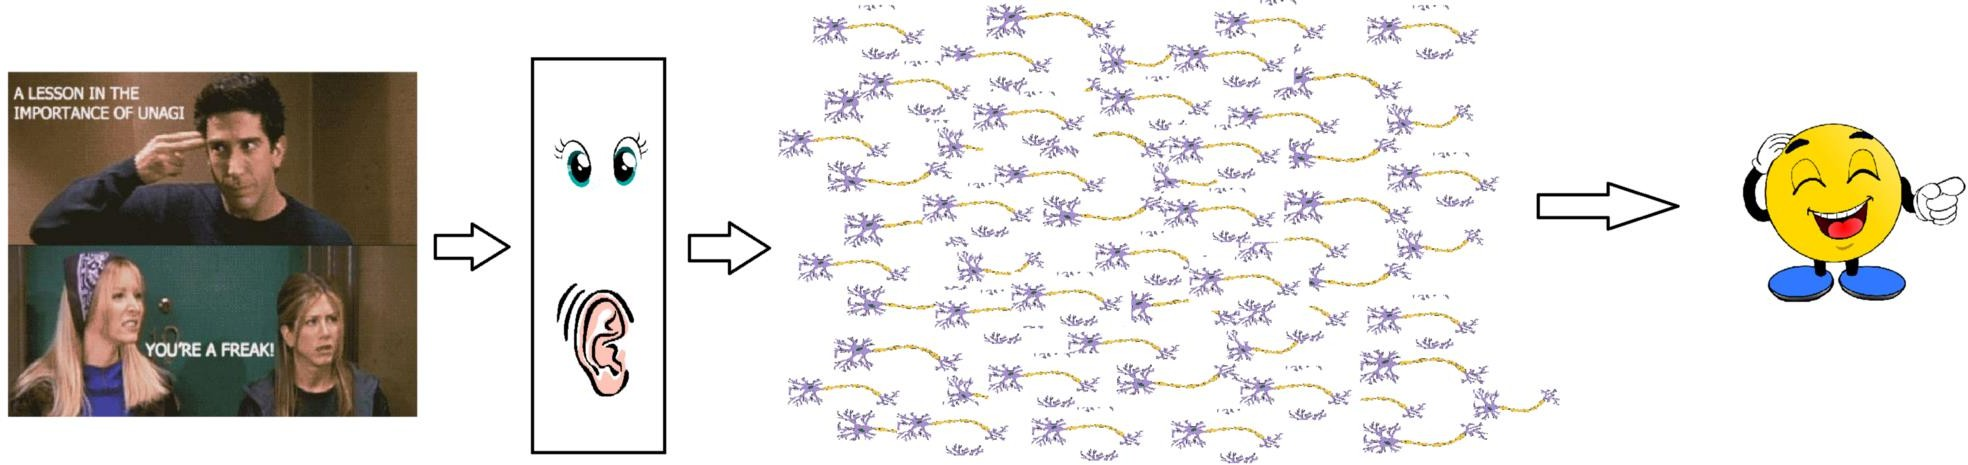 A LESSON IN THE
IMPORTANCE OF UNAGI
YOU'RE A FREAK!